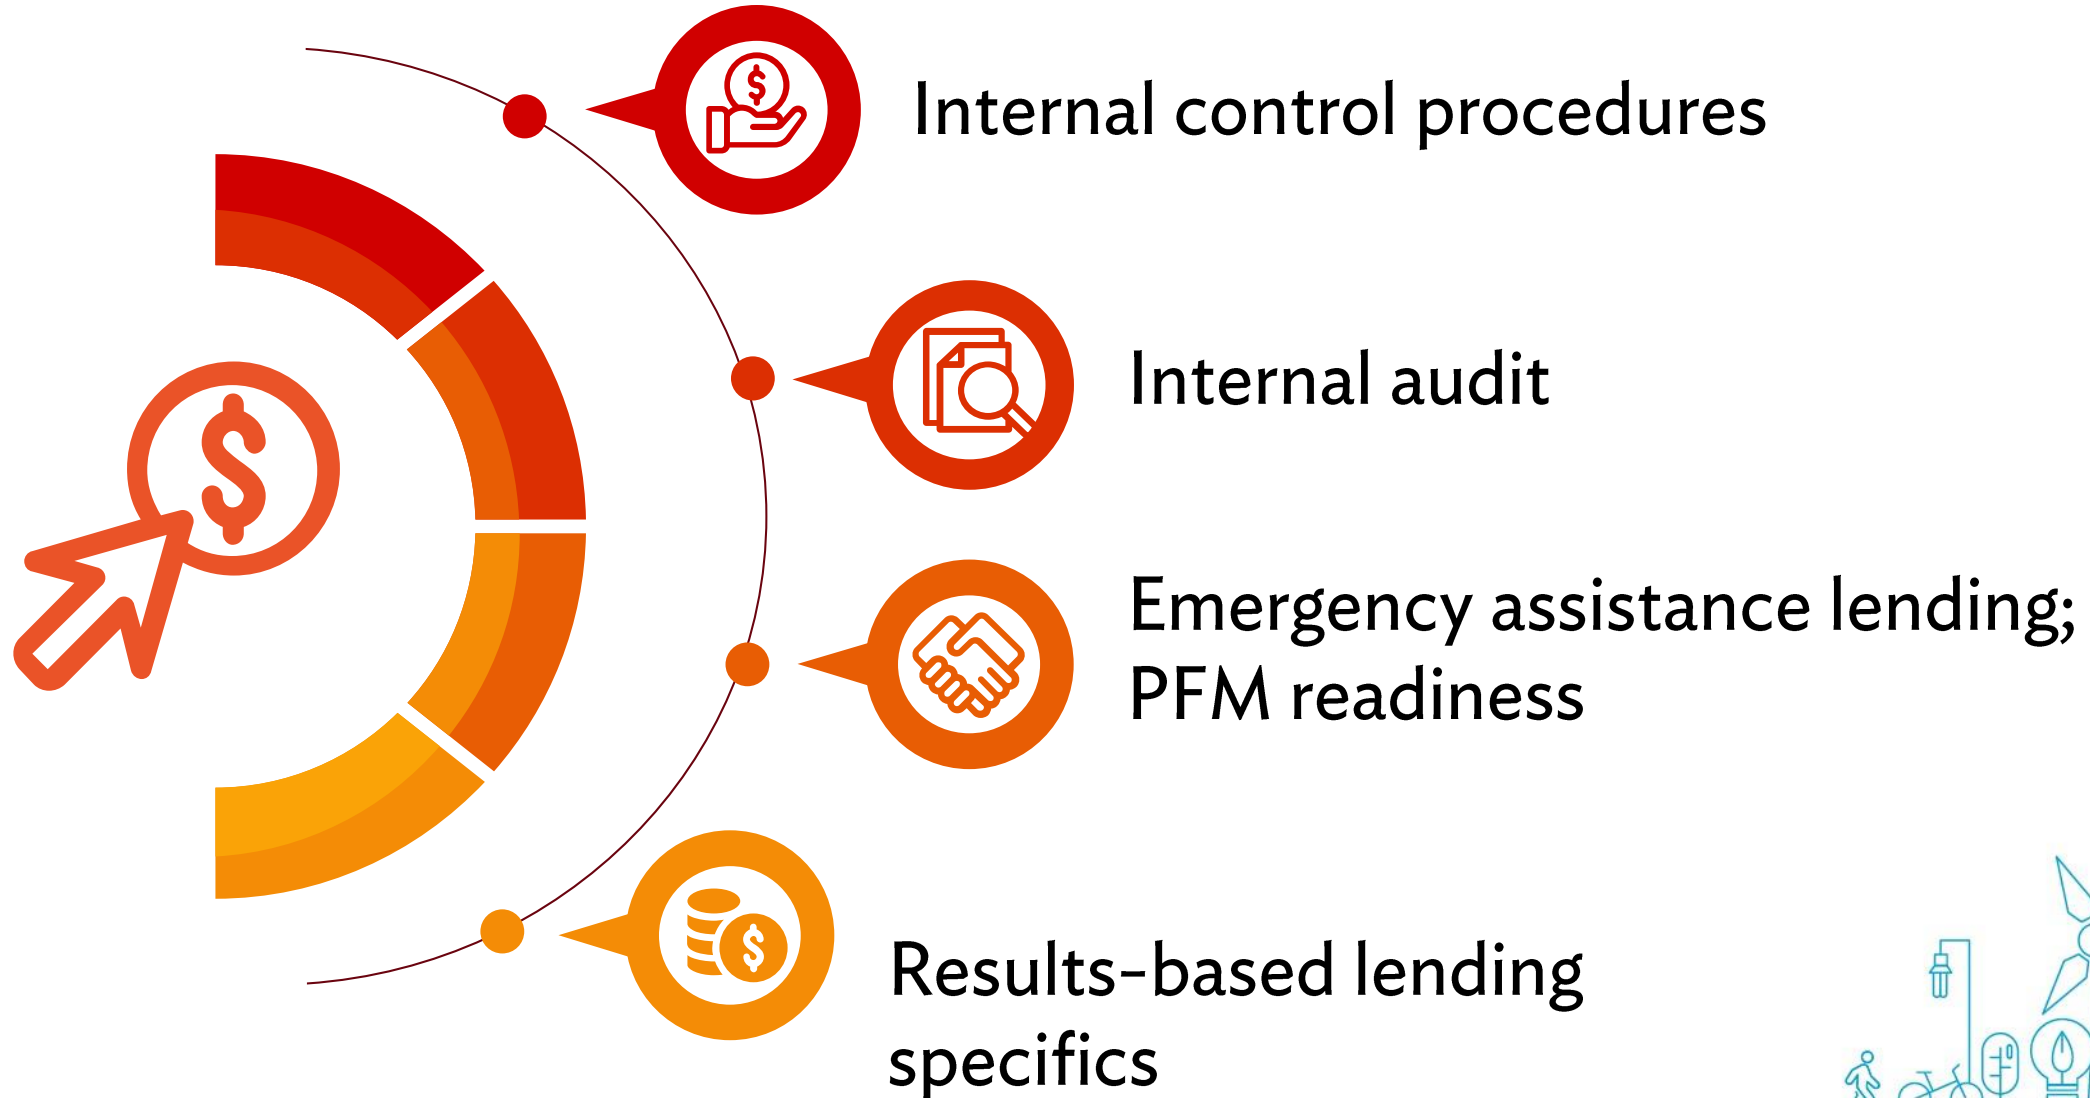 Internal control procedures
Internal audit
Emergency assistance lending;
PFM readiness
Results-based lending
specifics